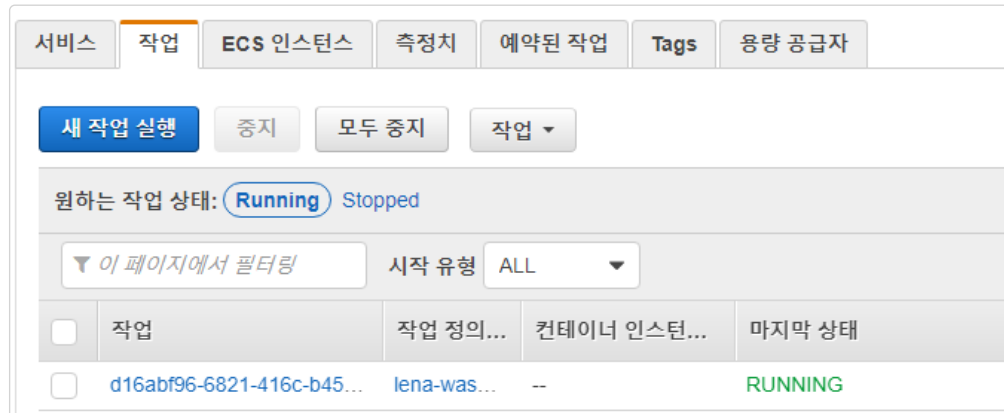 서비스 작업 ECS 인스턴스 측정치 예약된 작업 Tags 용량 공급자
새 작업 실행 중지 모두 중지 작업
원하는 작업 상태: Running Stopped
이 페이지에서 필터링 시작 유형 ALL
작업 작업 정의... 컨테이너 인스턴... 마지막 상태
d16abf96-6821-416c-b45... lena-was... -- RUNNING